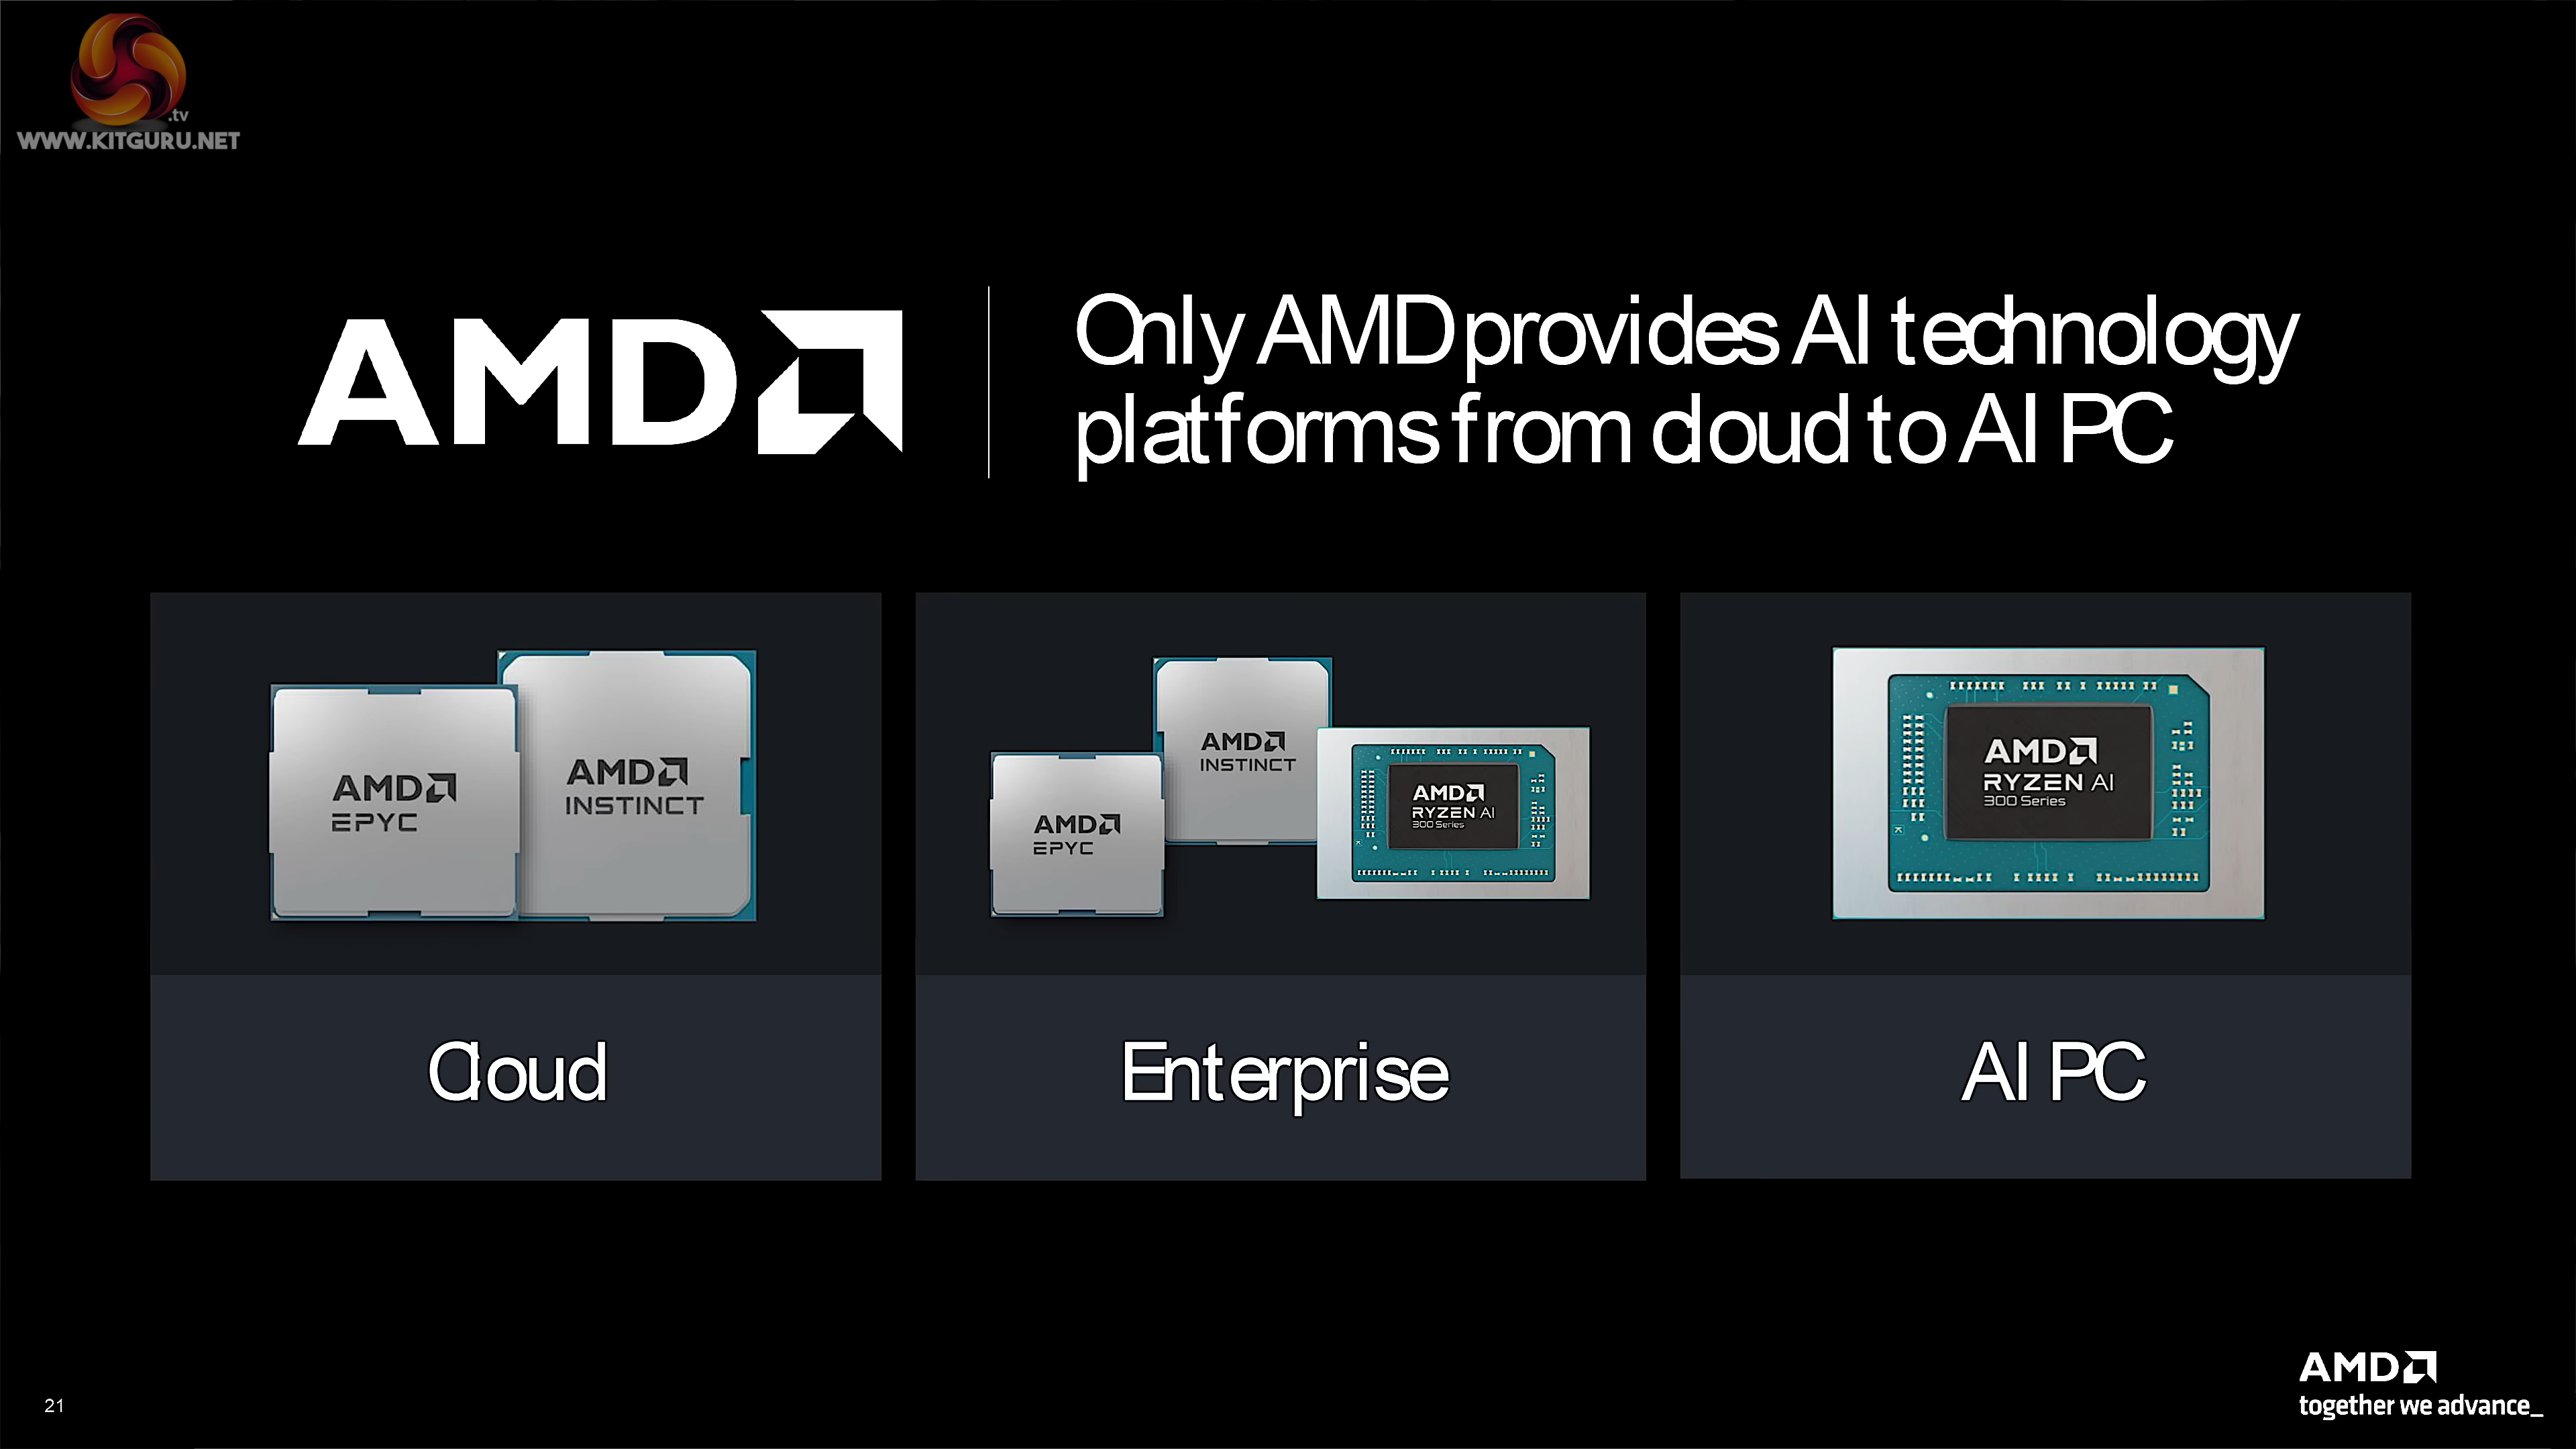 .tv
WWW.KITGURU.NET
AMD
Only AMD provides AI technology
platforms from cloud to AI PC
AMD
EPYC
AMD
INSTINCT
Cloud
AMD
EPYC
AMD
INSTINCT
AMD
RYZEN AI
300 Series
Enterprise
AMD
RYZEN AI
300 Series
AI PC
21
AMD
together we advance_